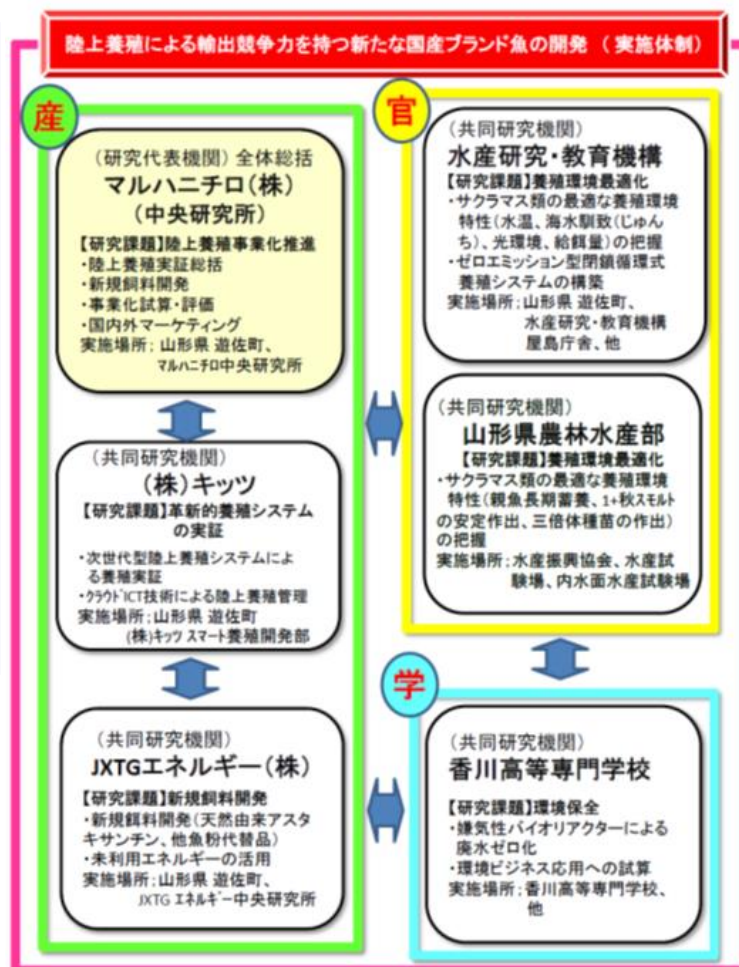 陸上養殖による輸出競争力を持つ新たな国産ブランド魚の開発 (実施体制)
産
(研究代表機関) 全体総括
マルハニチロ(株)
(中央研究所)
【研究課題】陸上養殖事業化推進
・陸上養殖実証総括
・新規飼料開発
・事業化試算・評価
・国内外マーケティング
実施場所;山形県 遊佐町、
マルハニチロ中央研究所
(共同研究機関)
(株)キッツ
【研究課題】革新的養殖システム
の実証
・次世代型陸上養殖システムによ
る養殖実証
・クラウドICT技術による陸上養殖管理
実施場所;山形県 遊佐町
(株)キッツ スマート養殖開発部
(共同研究機関)
JXTGエネルギー(株)
【研究課題】新規飼料開発
・新規餌料開発(天然由来アスタ
キサンチン、他魚粉代替品)
・未利用エネルギーの活用
実施場所;山形県 遊佐町、
JXTG エネルギー中央研究所
官
(共同研究機関)
水産研究・教育機構
【研究課題】養殖環境最適化
・サクラマス類の最適な養殖環境
特性(水温、海水馴致(じゅん
ち)、光環境、給餌量)の把握
・ゼロエミッション型閉鎖循環式
養殖システムの構築
実施場所;山形県 遊佐町、
水産研究・教育機構
屋島庁舎、他
(共同研究機関)
山形県農林水産部
【研究課題】養殖環境最適化
・サクラマス類の最適な養殖環境
特性(親魚長期蓄養、1+秋スモルト
の安定作出、三倍体種苗の作出)
の把握
実施場所;水産振興協会、水産試
験場、内水面水産試験場
学
(共同研究機関)
香川高等専門学校
【研究課題】環境保全
・嫌気性バイオリアクターによる
廃水ゼロ化
・環境ビジネス応用への試算
実施場所;香川高等専門学校、
他